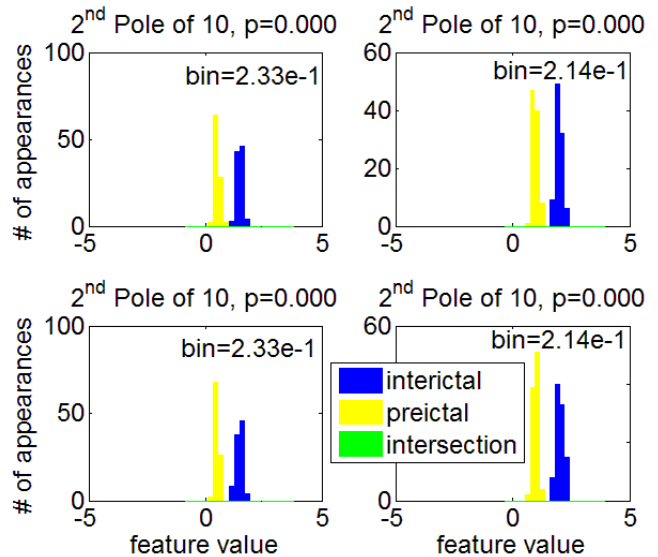 2nd Pole of 10, p=0.000
100
50
0
-5
0
5
bin=2.33e-1
# of appearances
2nd Pole of 10, p=0.000
60
40
20
0
-5
0
5
bin=2.14e-1
2nd Pole of 10, p=0.000
100
50
0
-5
0
5
bin=2.33e-1
# of appearances
feature value
2nd Pole of 10, p=0.000
60
0
-5
0
5
bin=2.14e-1
interictal
preictal
intersection
feature value